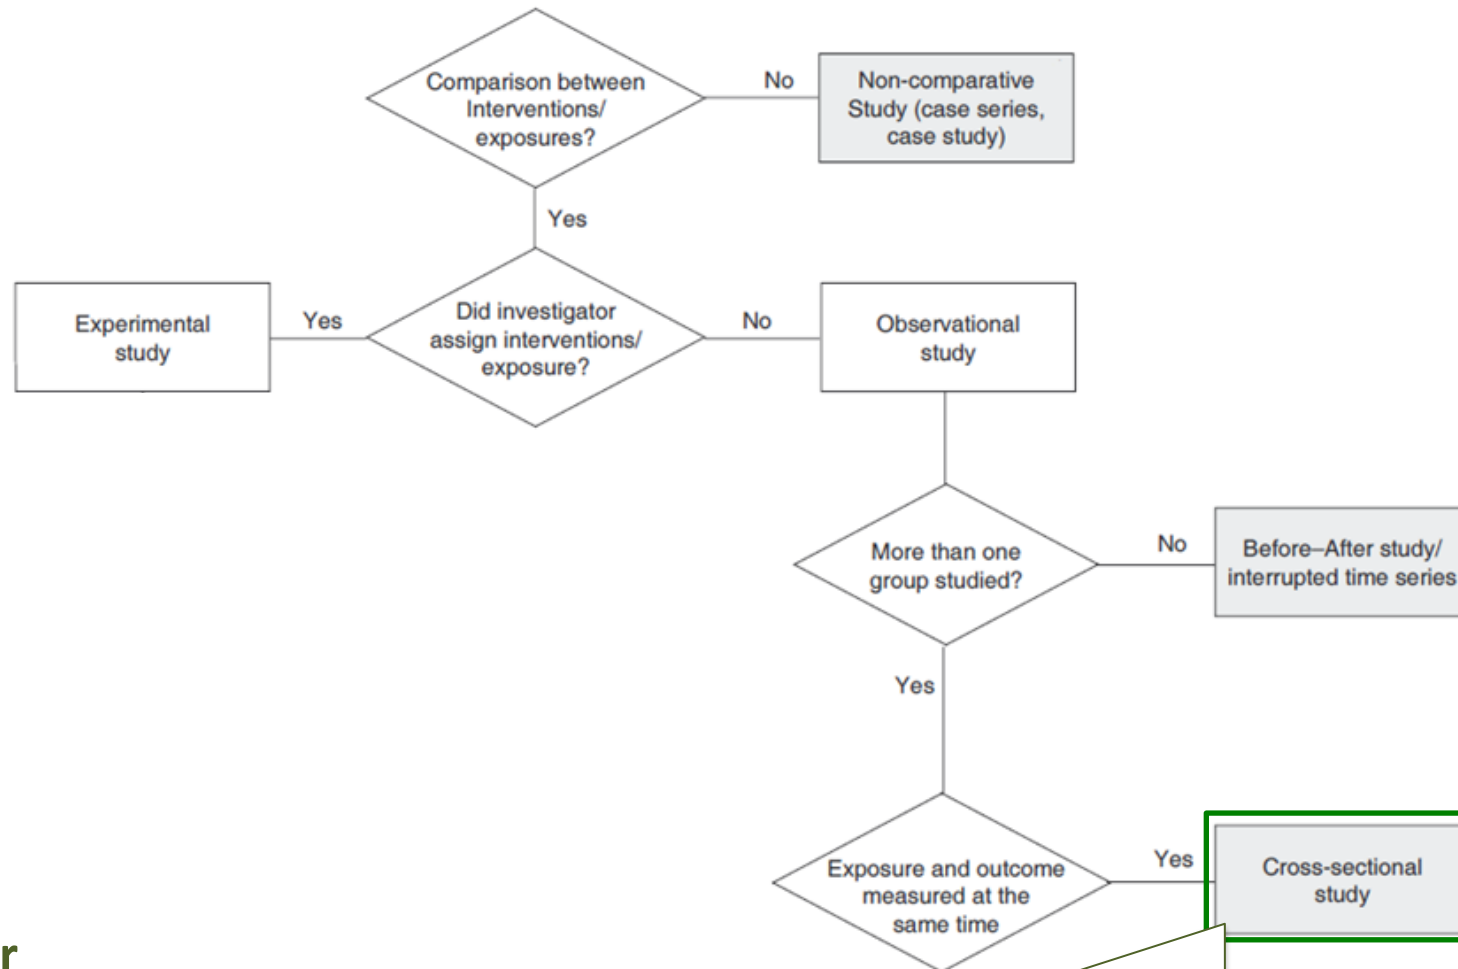 Comparison between
Interventions/
exposures?
No
Non-comparative
Study (case series,
case study)
Yes
Experimental
study
Yes
Did investigator
assign interventions/
exposure?
No
Observational
study
More than one
group studied?
No
Before–After study/
interrupted time series
Yes
Exposure and outcome
measured at the
same time
Yes
Cross-sectional
study
r